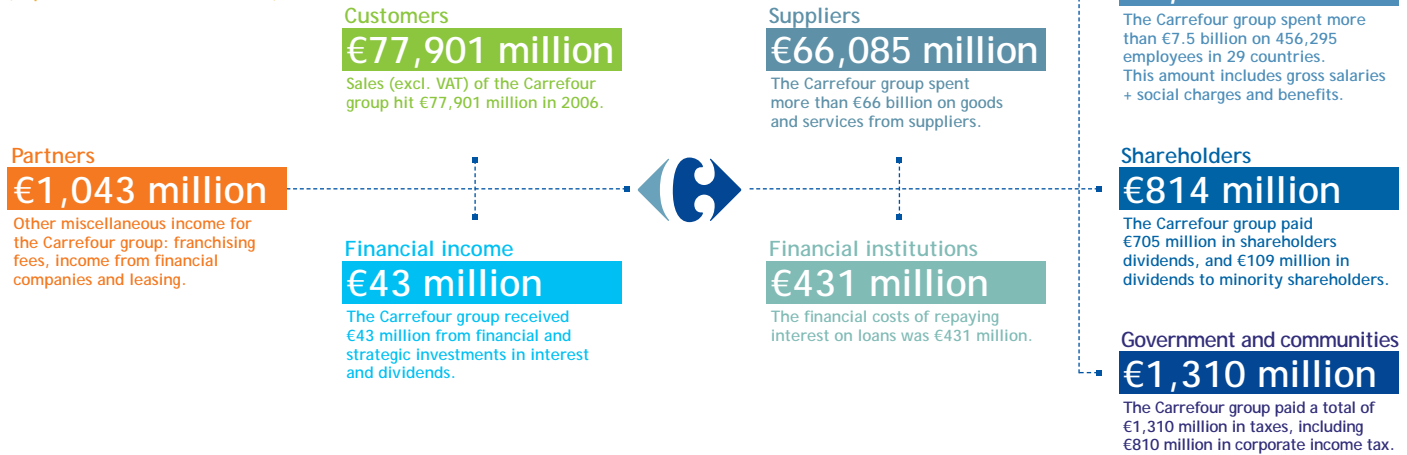 Customers
€77,901 million
Sales (excl. VAT) of the Carrefour
group hit €77,901 million in 2006.
Suppliers
€66,085 million
The Carrefour group spent
more than €66 billion on goods
and services from suppliers.
The Carrefour group spent more
than €7.5 billion on 456,295
employees in 29 countries.
This amount includes gross salaries
+ social charges and benefits.
Partners
€1,043 million
Other miscellaneous income for
the Carrefour group: franchising
fees, income from financial
companies and leasing.
Financial income
€43 million
The Carrefour group received
€43 million from financial and
strategic investments in interest
and dividends.
Financial institutions
€431 million
The financial costs of repaying
interest on loans was €431 million.
Shareholders
€814 million
The Carrefour group paid
€705 million in shareholders
dividends, and €109 million in
dividends to minority shareholders.
Government and communities
€1,310 million
The Carrefour group paid a total of
€1,310 million in taxes, including
€810 million in corporate income tax.